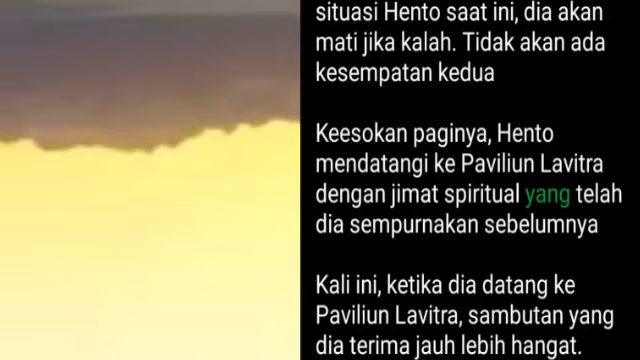 situasi Hento saat ini, dia akan
mati jika kalah. Tidak akan ada
kesempatan kedua
Keesokan paginya, Hento
mendatangi ke Paviliun Lavitra
dengan jimat spiritual yang telah
dia sempurnakan sebelumnya
Kali ini, ketika dia datang ke
Paviliun Lavitra, sambutan yang
dia terima jauh lebih hangat.